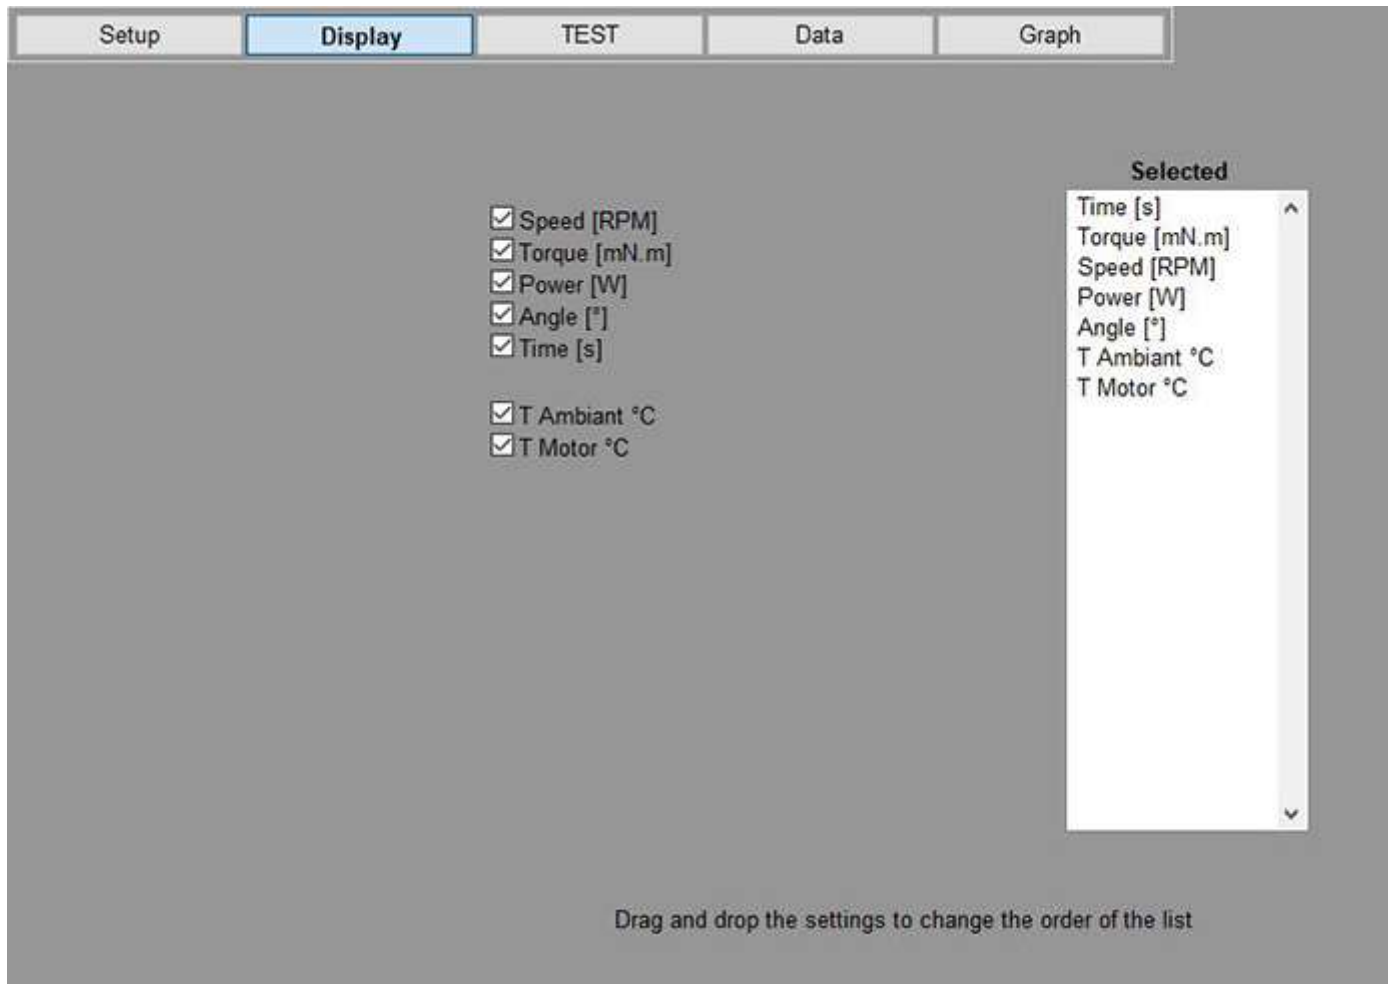 Setup Display TEST Data Graph
Selected
Speed [RPM]
Torque [mN.m]
Power [W]
Angle [°]
Time [s]
T Ambiant °C
T Motor °C
Time [s]
Torque [mN.m]
Speed [RPM]
Power [W]
Angle [°]
T Ambiant °C
T Motor °C
Drag and drop the settings to change the order of the list